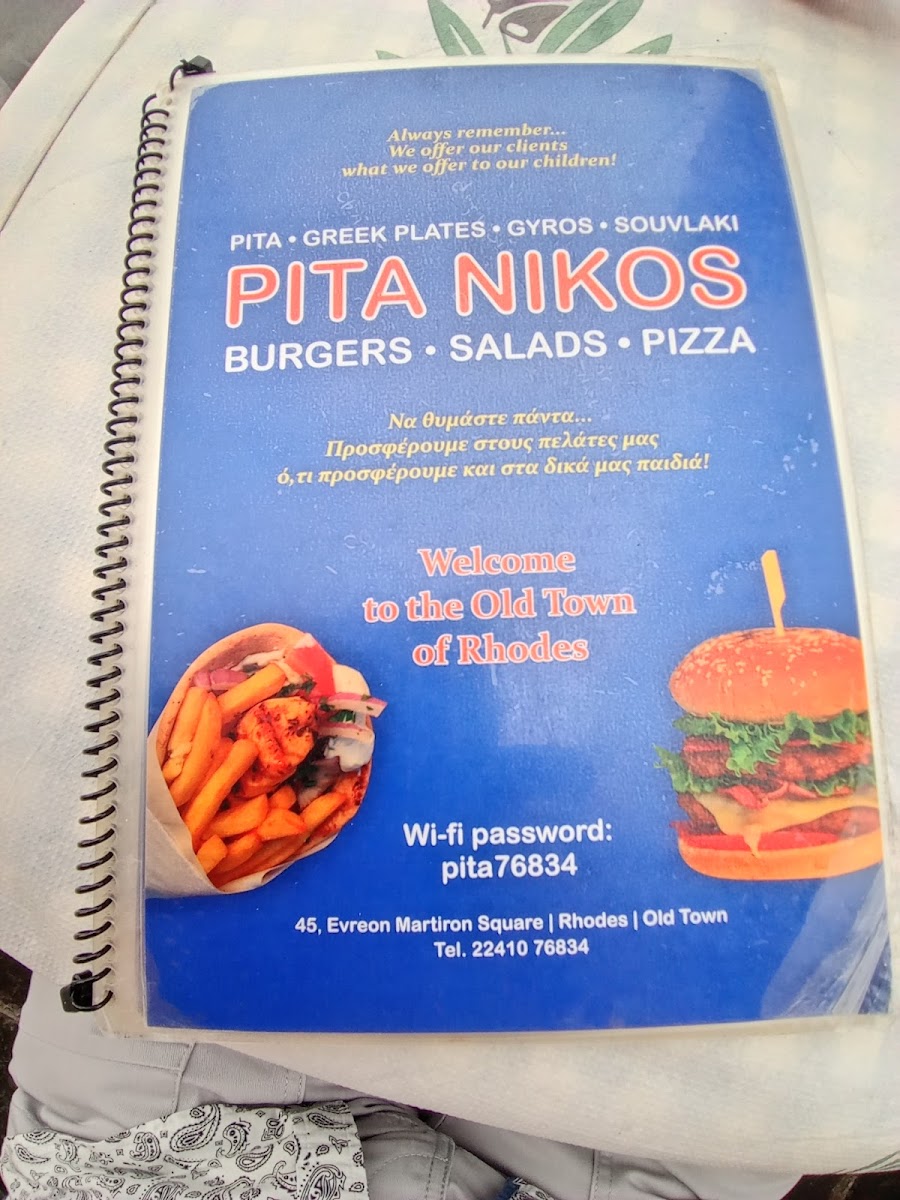 Always remember...
We offer our clients
what we offer to our children!
PITA • GREEK PLATES • GYROS • SOUVLAKI
PITA NIKOS
BURGERS • SALADS • PIZZA
Να θυμάστε πάντα...
Προσφέρουμε στους πελάτες μας
ό,τι προσφέρουμε και στα δικά μας παιδιά!
Welcome
to the Old Town
of Rhodes
Wi-fi password:
pita76834
45, Evreon Martiron Square | Rhodes | Old Town
Tel. 22410 76834